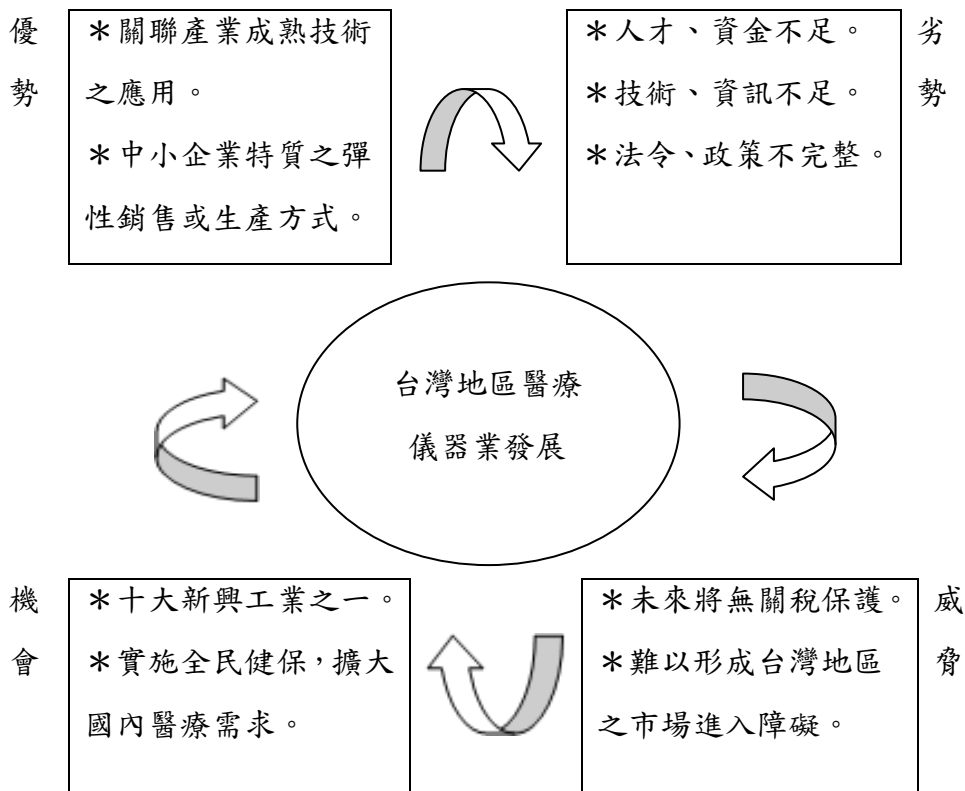 優勢
＊關聯產業成熟技術
之應用。
＊中小企業特質之彈
性銷售或生產方式。
＊人才、資金不足。
＊技術、資訊不足。
＊法令、政策不完整。
劣勢
台灣地區醫療
儀器業發展
機會
＊十大新興工業之一。
＊實施全民健保，擴大
國內醫療需求。
＊未來將無關稅保護。
＊難以形成台灣地區
之市場進入障礙。
威脅